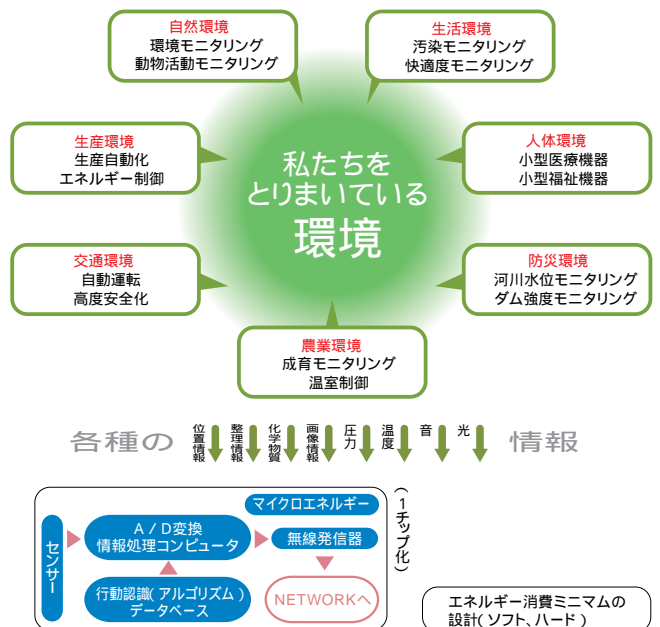 自然環境
環境モニタリング
動物活動モニタリング
生活環境
汚染モニタリング
快適度モニタリング
生産環境
生産自動化
エネルギー制御
人体環境
小型医療機器
小型福祉機器
私たちを
とりまいている
環境
交通環境
自動運転
高度安全化
防災環境
河川水位モニタリング
ダム強度モニタリング
農業環境
成育モニタリング
温室制御
各種の
位置情報
整理情報
化学物質
画像情報
圧力
温度
音
光
情報
センサー
A/D変換
情報処理コンピュータ
行動認識(アルゴリズム)
データベース
マイクロエネルギー
無線発信器
NETWORKへ
(1チップ化)
エネルギー消費ミニマムの
設計(ソフト、ハード)